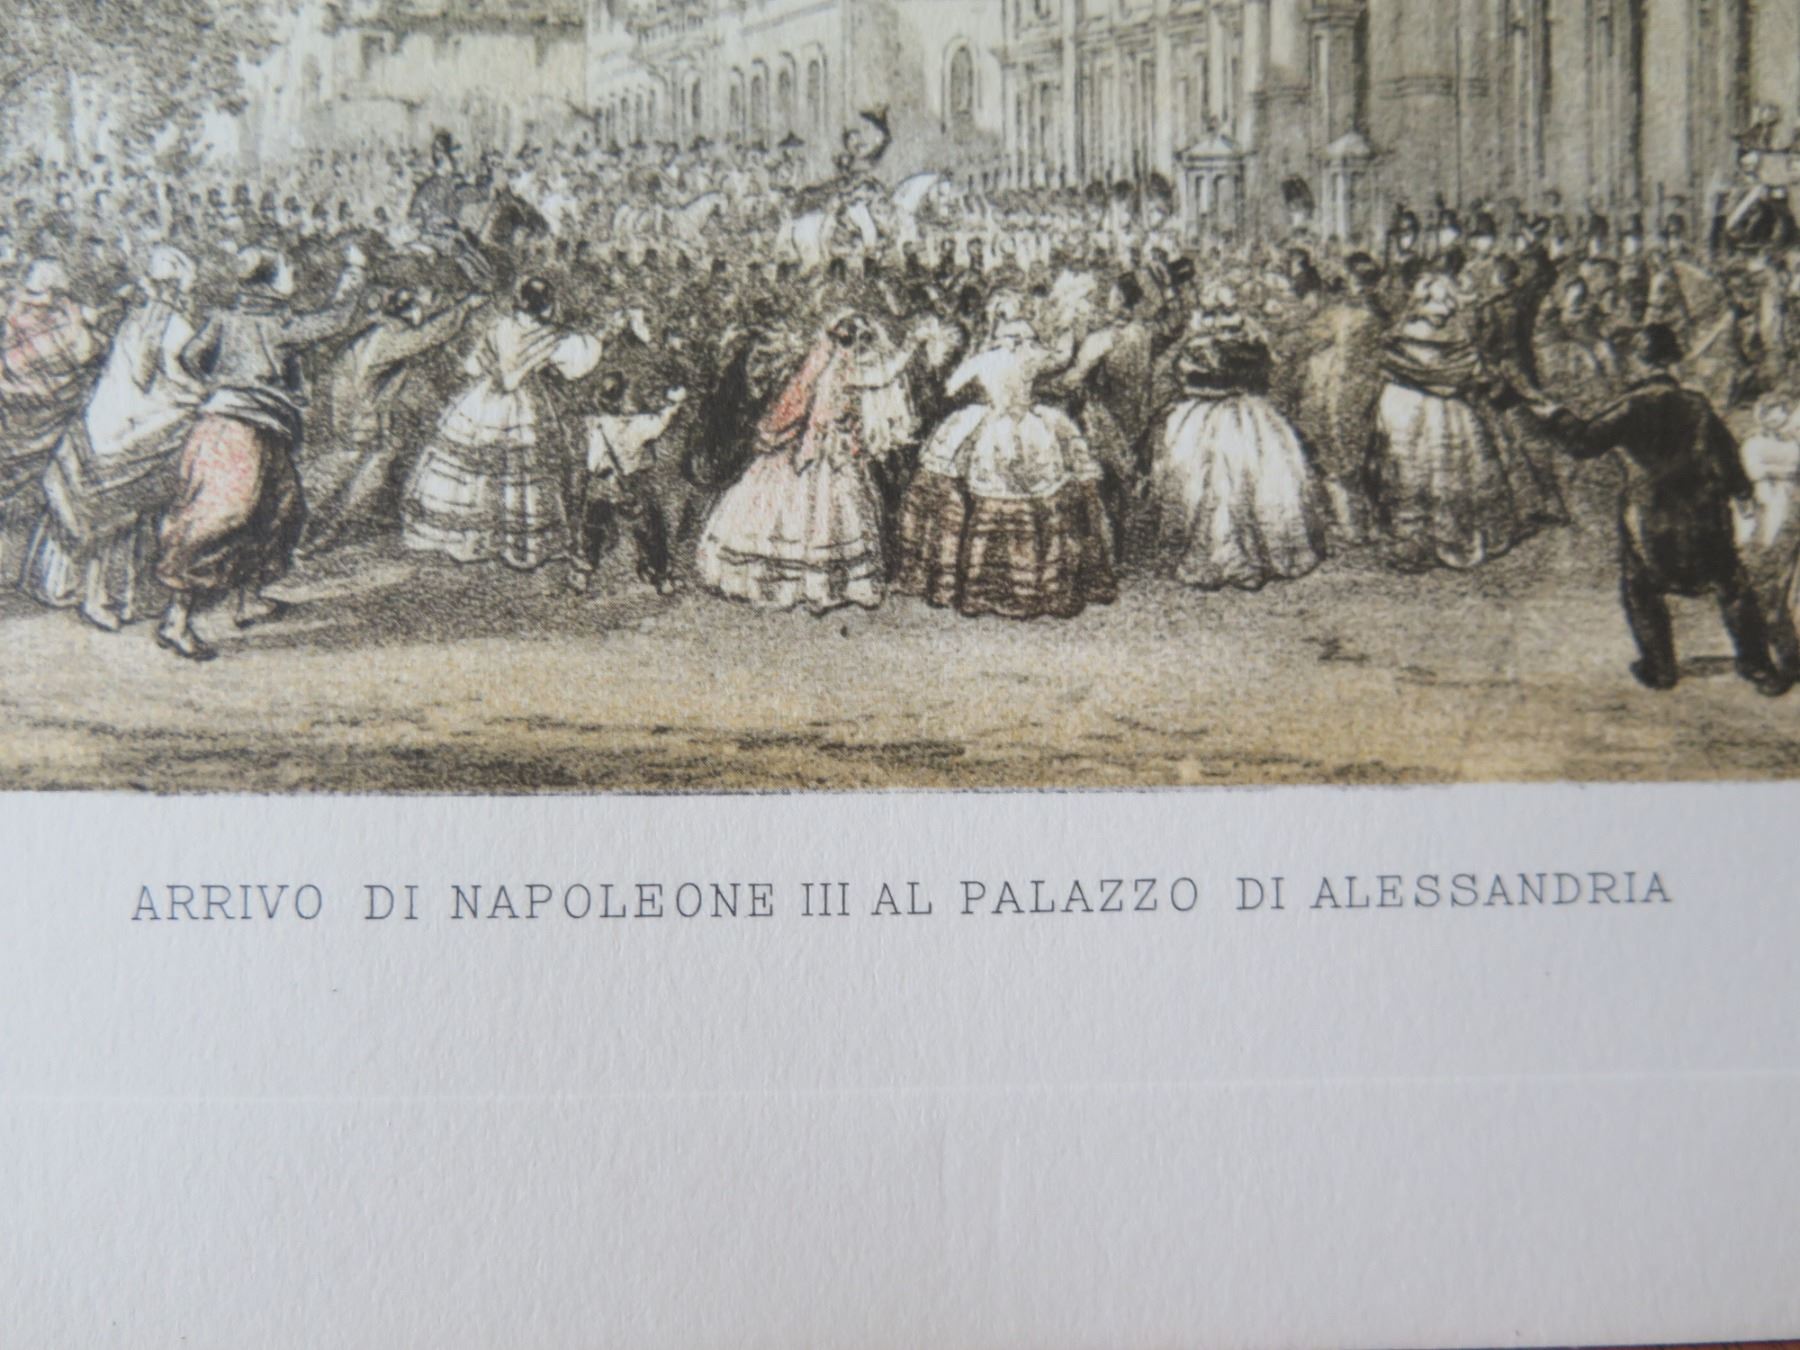 ARRIVO DI NAPOLEONE III AL PALAZZO DI ALESSANDRIA